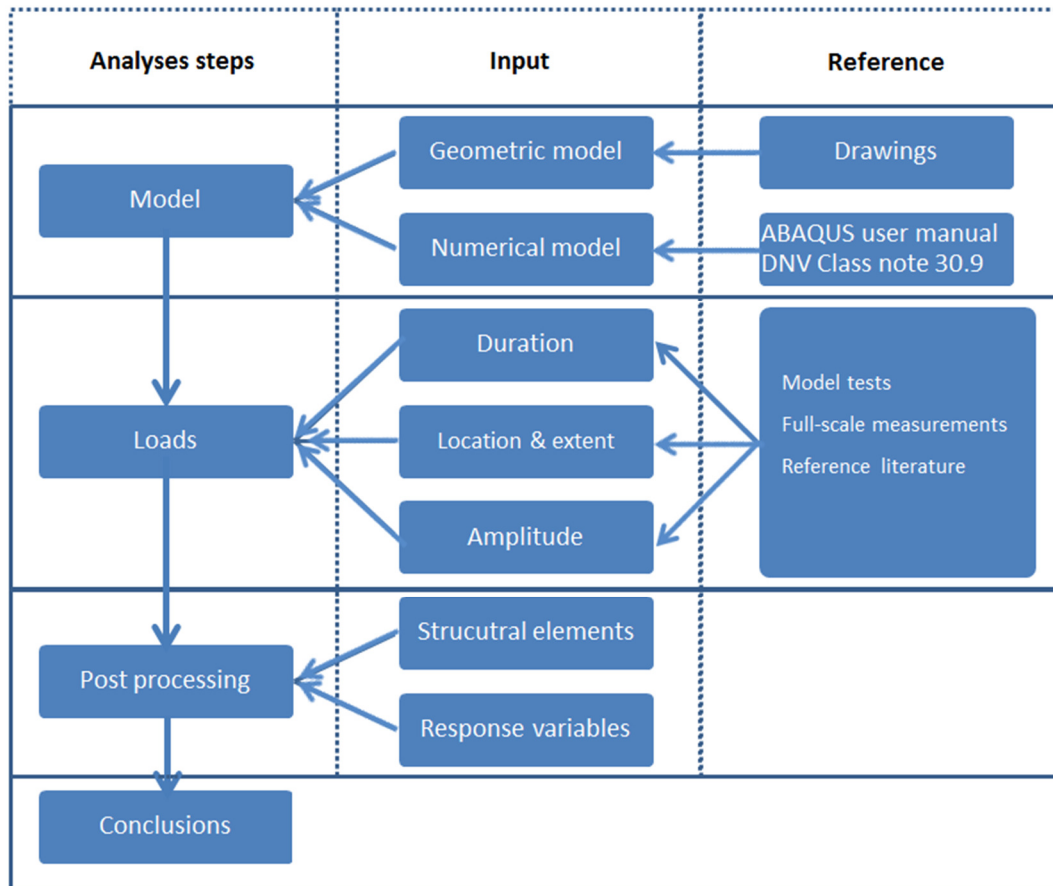 Analyses steps
Input
Reference
Model
Geometric model
Drawings
Numerical model
ABAQUS user manual
DNV Class note 30.9
Loads
Duration
Location & extent
Amplitude
Model tests
Full-scale measurements
Reference literature
Post processing
Strucutral elements
Response variables
Conclusions